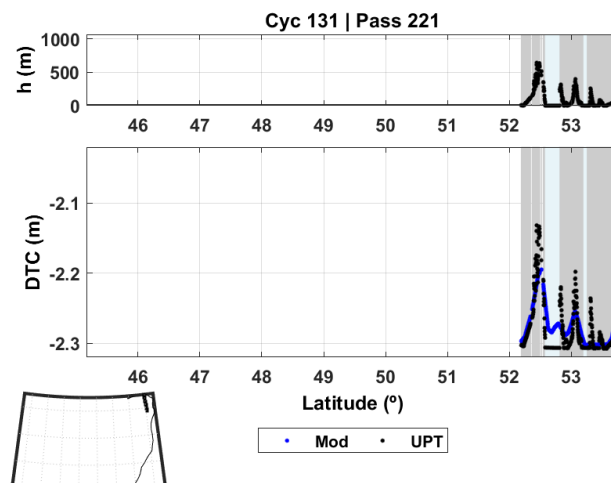 Cyc 131 | Pass 221
h (m)
1000
500
0
46 47 48 49 50 51 52 53
DTC (m)
-2.1
-2.2
-2.3
46 47 48 49 50 51 52 53
Latitude (º)
Mod UPT